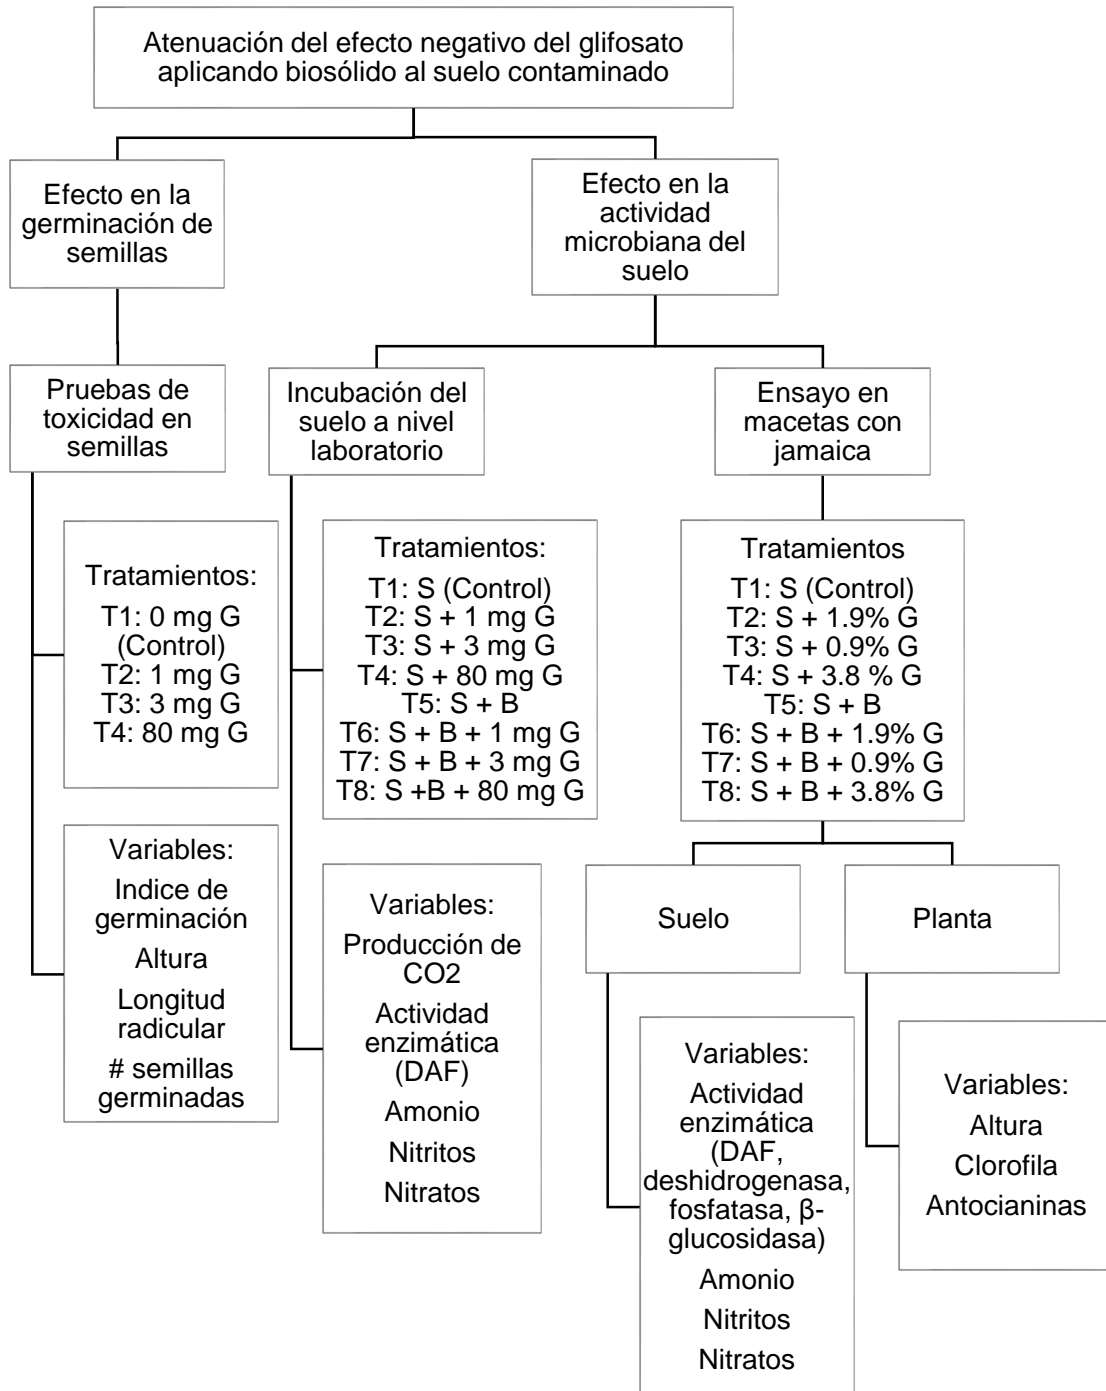 Atenuación del efecto negativo del glifosato
aplicando biosólido al suelo contaminado
Efecto en la
germinación de
semillas
Efecto en la
actividad
microbiana del
suelo
Pruebas de
toxicidad en
semillas
Incubación del
suelo a nivel
laboratorio
Ensayo en
macetas con
jamaica
Tratamientos:
T1: 0 mg G
(Control)
T2: 1 mg G
T3: 3 mg G
T4: 80 mg G
Tratamientos:
T1: S (Control)
T2: S + 1 mg G
T3: S + 3 mg G
T4: S + 80 mg G
T5: S + B
T6: S + B + 1 mg G
T7: S + B + 3 mg G
T8: S +B + 80 mg G
Tratamientos
T1: S (Control)
T2: S + 1.9% G
T3: S + 0.9% G
T4: S + 3.8 % G
T5: S + B
T6: S + B + 1.9% G
T7: S + B + 0.9% G
T8: S + B + 3.8% G
Variables:
Indice de
germinación
Altura
Longitud
radicular
# semillas
germinadas
Variables:
Producción de
CO2
Actividad
enzimática
(DAF)
Amonio
Nitritos
Nitratos
Suelo
Planta
Variables:
Actividad
enzimática
(DAF,
deshidrogenasa,
fosfatasa, β-
glucosidasa)
Amonio
Nitritos
Nitratos
Variables:
Altura
Clorofila
Antocianinas